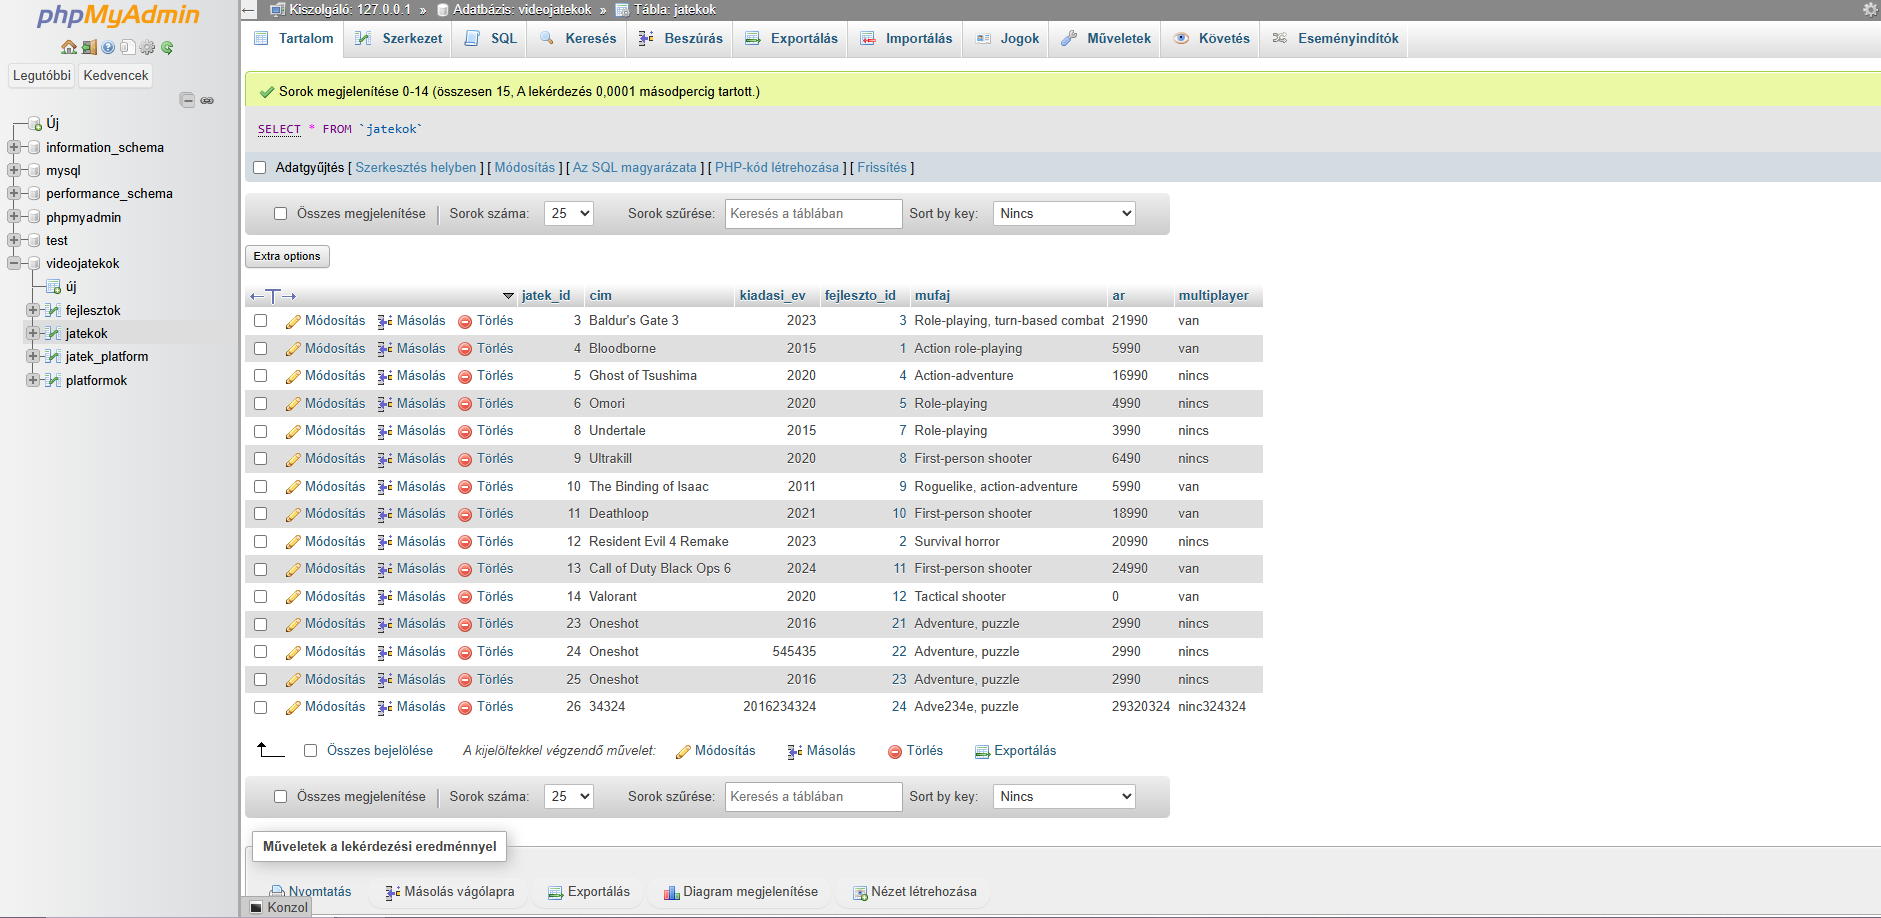 phpMyAdmin
Legutóbbi Kedvencek
Új
information_schema
mysql
performance_schema
phpmyadmin
test
videojatekok
új
fejlesztok
jatekok
jatek_platform
platformok
← Kiszolgáló: 127.0.0.1 » Adatbázis: videojatekok » Tábla: jatekok
Tartalom Szerkezet SQL Keresés Beszúrás Exportálás Importálás Jogok Műveletek Követés Eseményindítók
Sorok megjelenítése 0-14 (összesen 15, A lekérdezés 0,0001 másodpercig tartott.)
SELECT * FROM `jatekok`
Adatgyűjtés [ Szerkesztés helyben ] [ Módosítás ] [ Az SQL magyarázata ] [ PHP-kód létrehozása ] [ Frissítés ]
Összes megjelenítése | Sorok száma: 25 Sorok szűrése: Keresés a táblában Sort by key: Nincs
Extra options
←T→ jatek_id cim kiadasi_ev fejleszto_id mufaj ar multiplayer
Módosítás Másolás Törlés 3 Baldur's Gate 3 2023 3 Role-playing, turn-based combat 21990 van
Módosítás Másolás Törlés 4 Bloodborne 2015 1 Action role-playing 5990 van
Módosítás Másolás Törlés 5 Ghost of Tsushima 2020 4 Action-adventure 16990 nincs
Módosítás Másolás Törlés 6 Omori 2020 5 Role-playing 4990 nincs
Módosítás Másolás Törlés 8 Undertale 2015 7 Role-playing 3990 nincs
Módosítás Másolás Törlés 9 Ultrakill 2020 8 First-person shooter 6490 nincs
Módosítás Másolás Törlés 10 The Binding of Isaac 2011 9 Roguelike, action-adventure 5990 van
Módosítás Másolás Törlés 11 Deathloop 2021 10 First-person shooter 18990 van
Módosítás Másolás Törlés 12 Resident Evil 4 Remake 2023 2 Survival horror 20990 nincs
Módosítás Másolás Törlés 13 Call of Duty Black Ops 6 2024 11 First-person shooter 24990 van
Módosítás Másolás Törlés 14 Valorant 2020 12 Tactical shooter 0 van
Módosítás Másolás Törlés 23 Oneshot 2016 21 Adventure, puzzle 2990 nincs
Módosítás Másolás Törlés 24 Oneshot 545435 22 Adventure, puzzle 2990 nincs
Módosítás Másolás Törlés 25 Oneshot 2016 23 Adventure, puzzle 2990 nincs
Módosítás Másolás Törlés 26 34324 2016234324 24 Adve234e, puzzle 29320324 ninc324324
Összes bejelölése A kijelöltekkel végzendő művelet: Módosítás Másolás Törlés Exportálás
Összes megjelenítése | Sorok száma: 25 Sorok szűrése: Keresés a táblában Sort by key: Nincs
Műveletek a lekérdezési eredménnyel
Nyomtatás Másolás vágólapra Exportálás Diagram megjelenítése Nézet létrehozása
Konzol